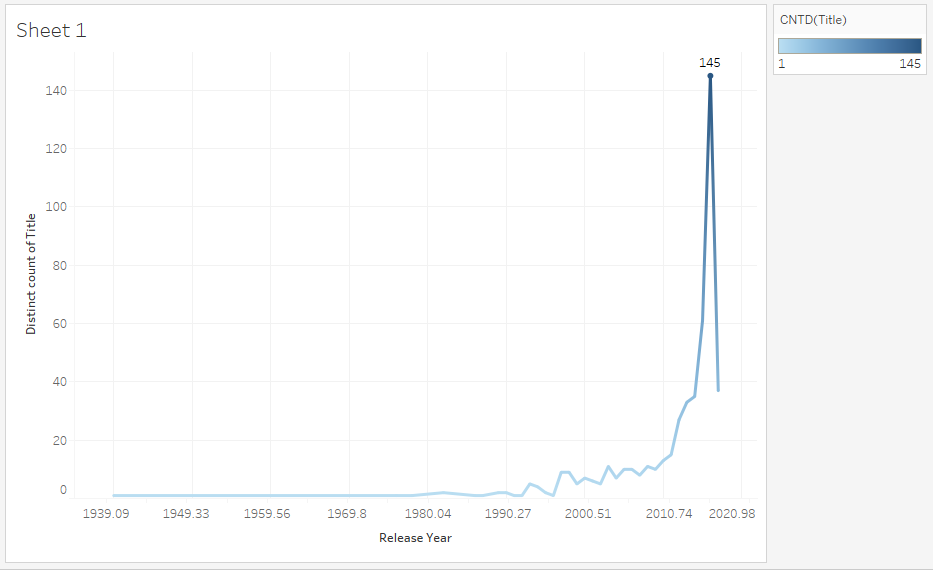 Sheet 1
CNTD(Title)
1 145
145
140
120
100
80
60
40
20
0
Distinct count of Title
1939.09 1949.33 1959.56 1969.8 1980.04 1990.27 2000.51 2010.74 2020.98
Release Year